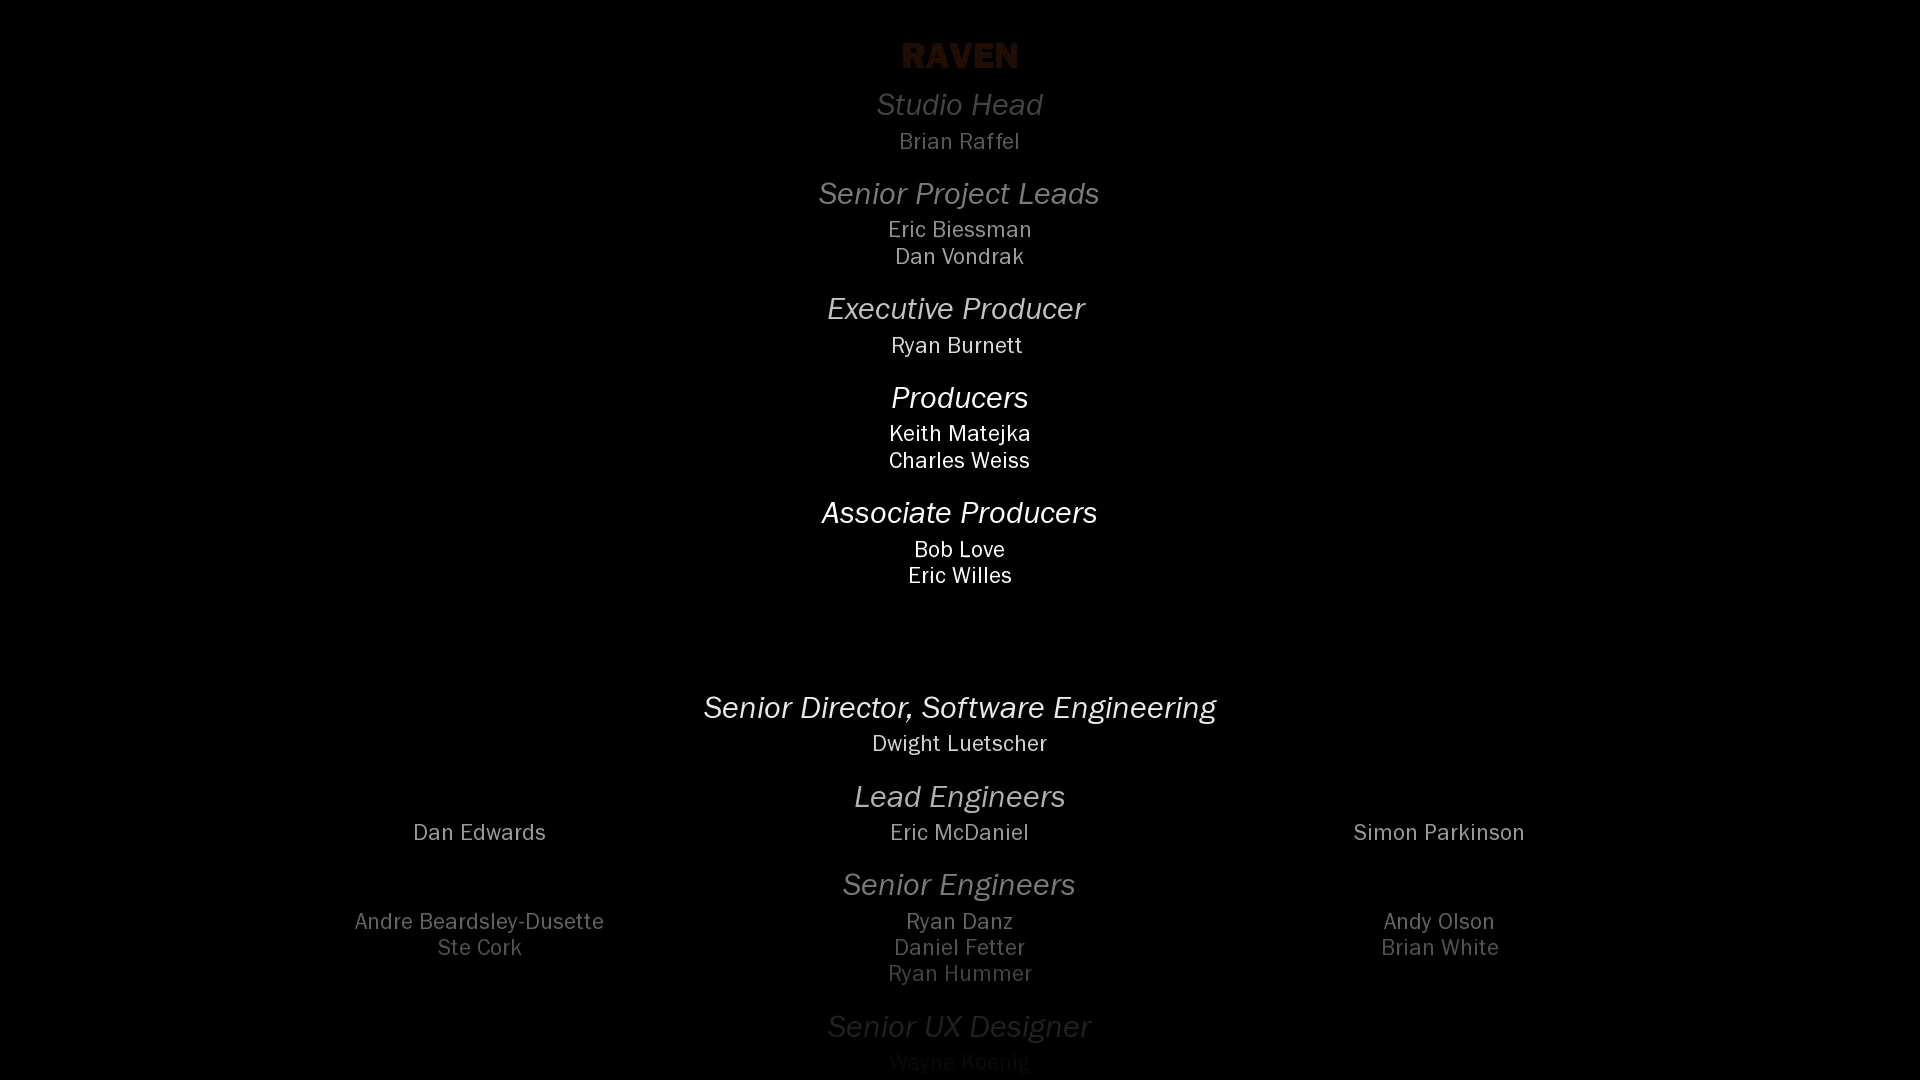 RAVEN
Studio Head
Brian Raffel
Senior Project Leads
Eric Biessman
Dan Vondrak
Executive Producer
Ryan Burnett
Producers
Keith Matejka
Charles Weiss
Associate Producers
Bob Love
Eric Willes
Senior Director, Software Engineering
Dwight Luetscher
Lead Engineers
Dan Edwards Eric McDaniel Simon Parkinson
Senior Engineers
Andre Beardsley-Dusette Ryan Danz Andy Olson
Ste Cork Daniel Fetter Brian White
Ryan Hummer
Senior UX Designer
Wayne Koenig